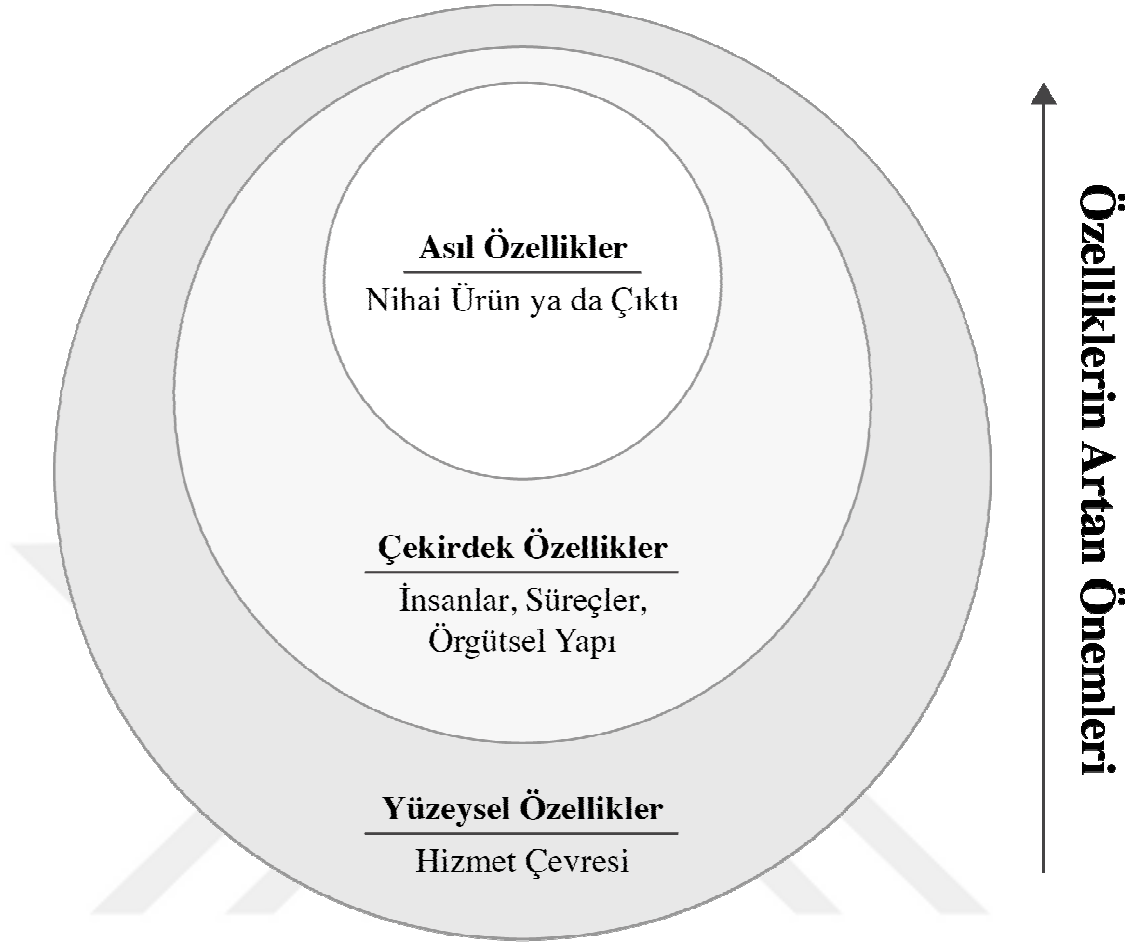 Asıl Özellikler
Nihai Ürün ya da Çıktı
Çekirdek Özellikler
İnsanlar, Süreçler,
Örgütsel Yapı
Yüzeysel Özellikler
Hizmet Çevresi
Özelliklerin Artan Önemleri